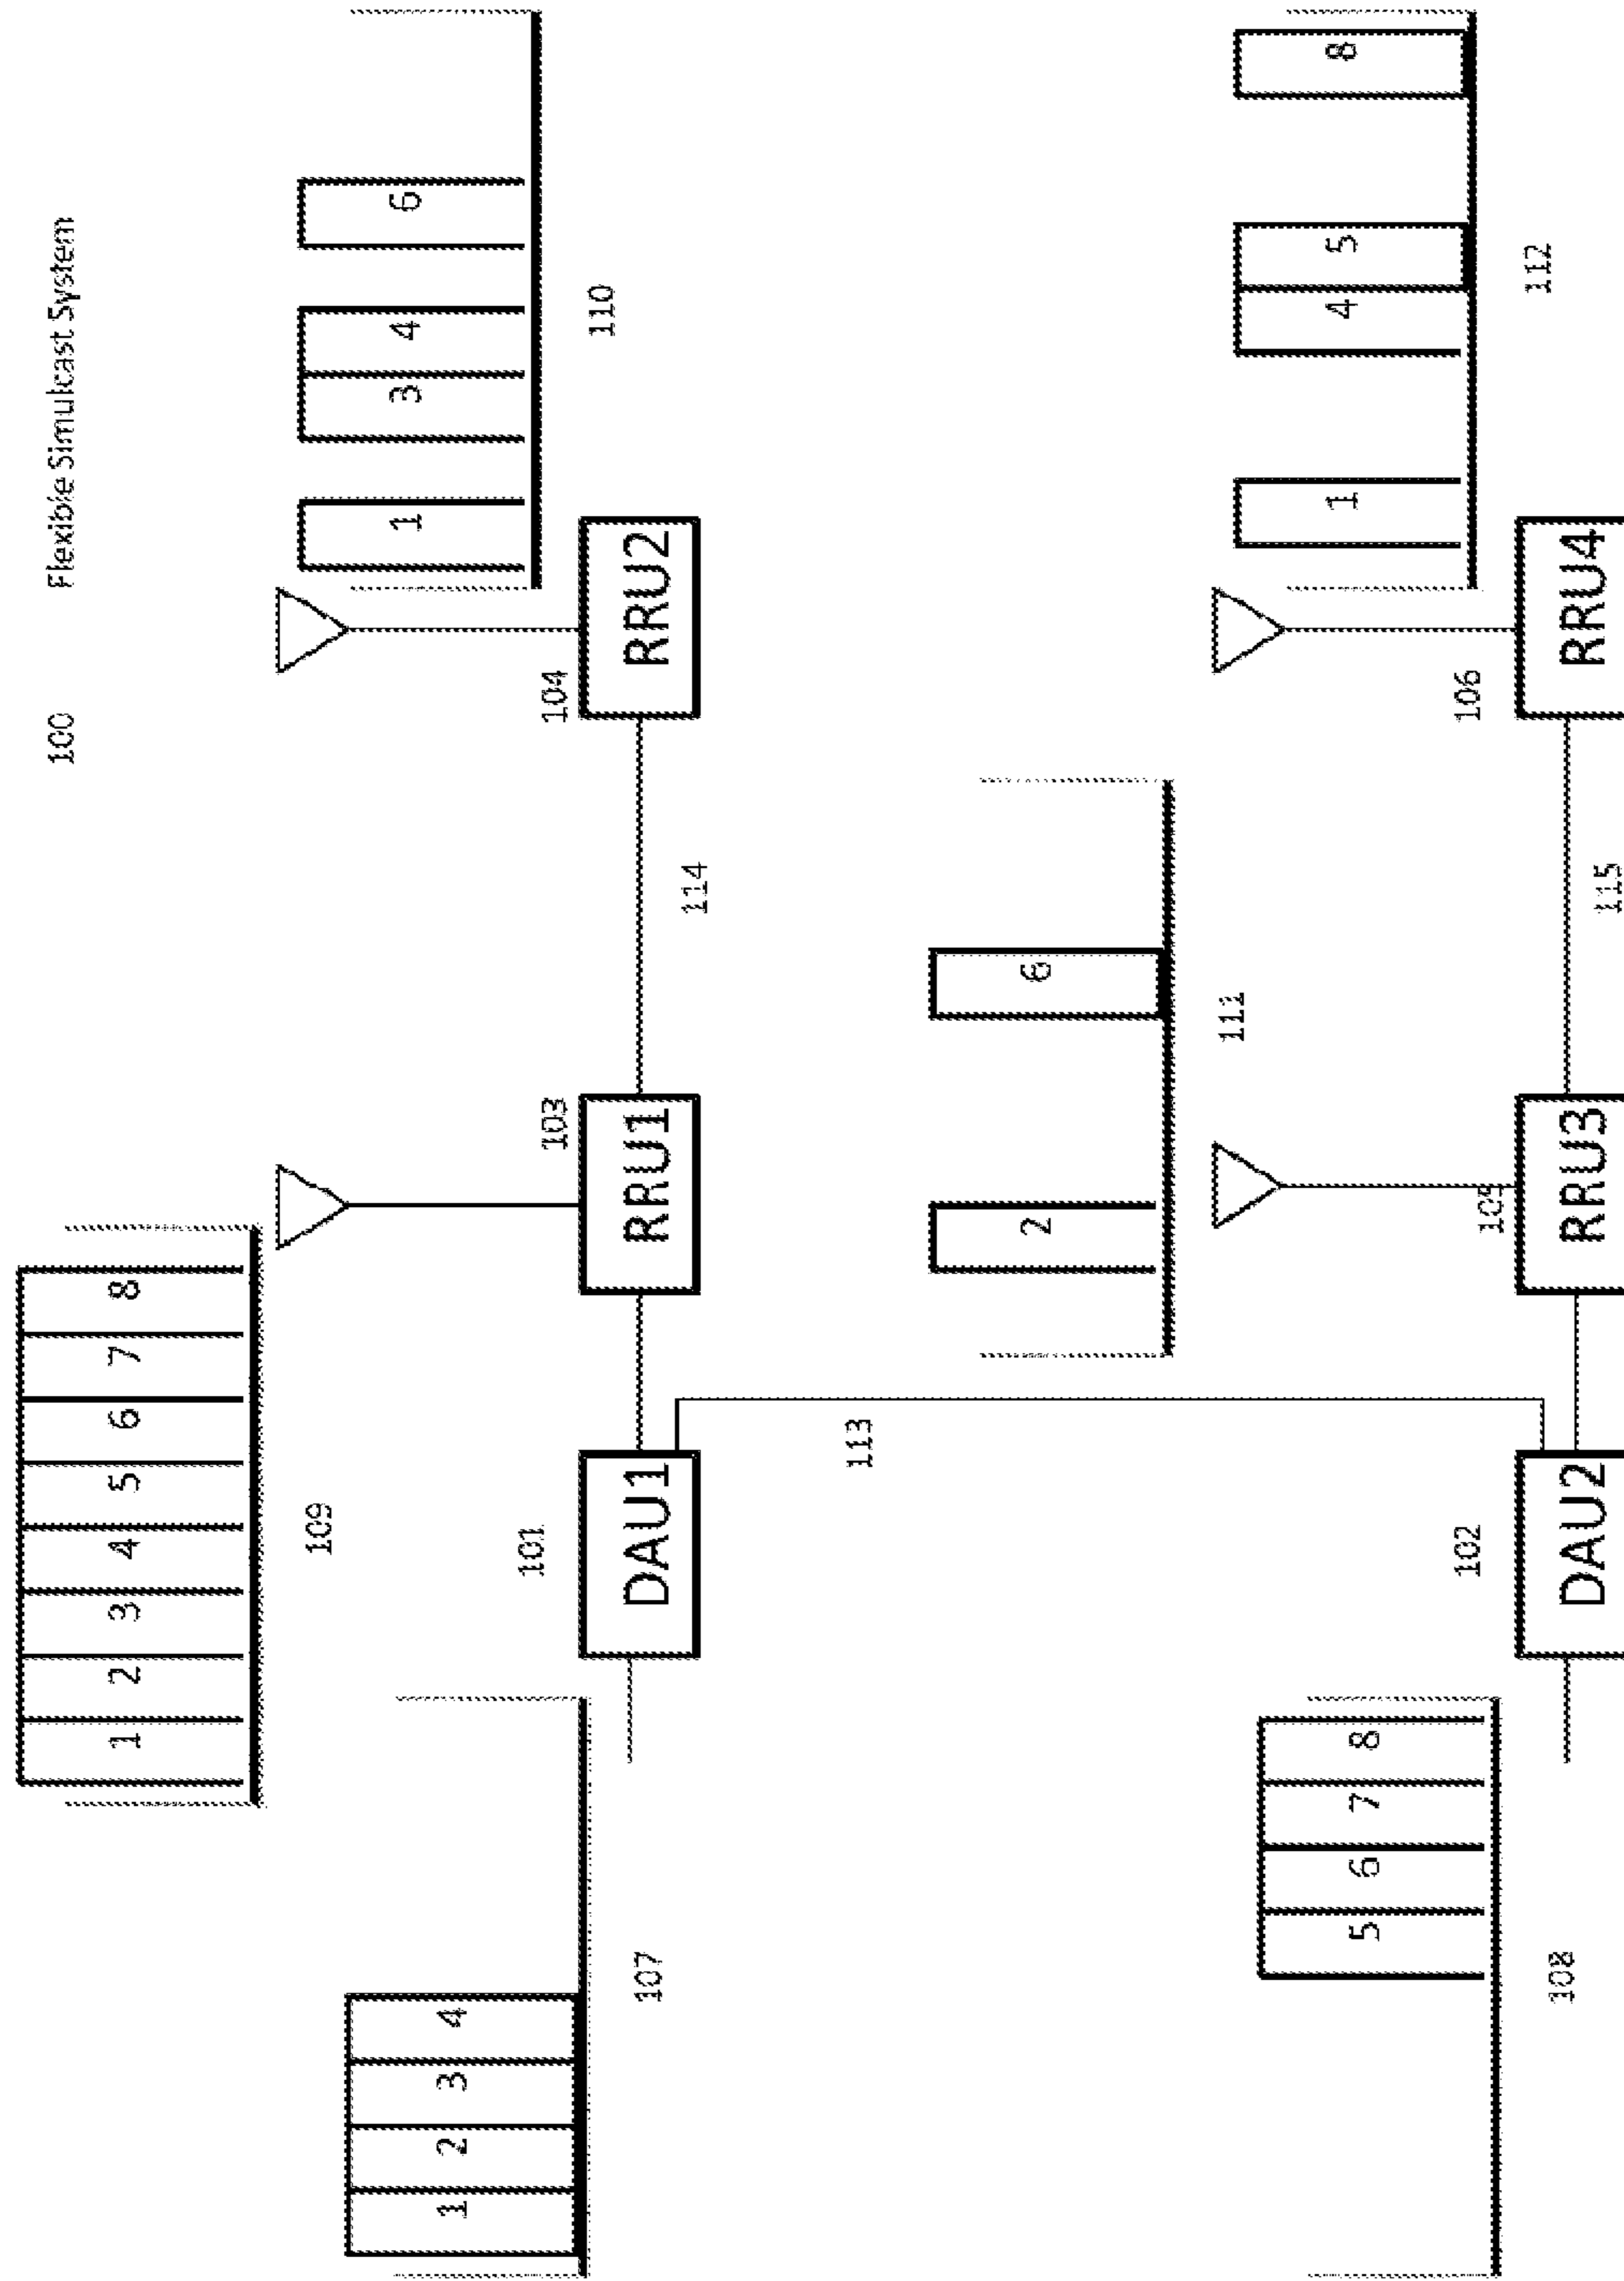 100 Flexible Simulcast System
1 2 3 4 5 6 7 8
109
1 2 3 4
107
1 3 4 6
110
101
103
104
DAU1
RRU1
RRU2
114
113
2 6
111
5 6 7 8
108
1 4 5 8
112
102
105
106
DAU2
RRU3
RRU4
115